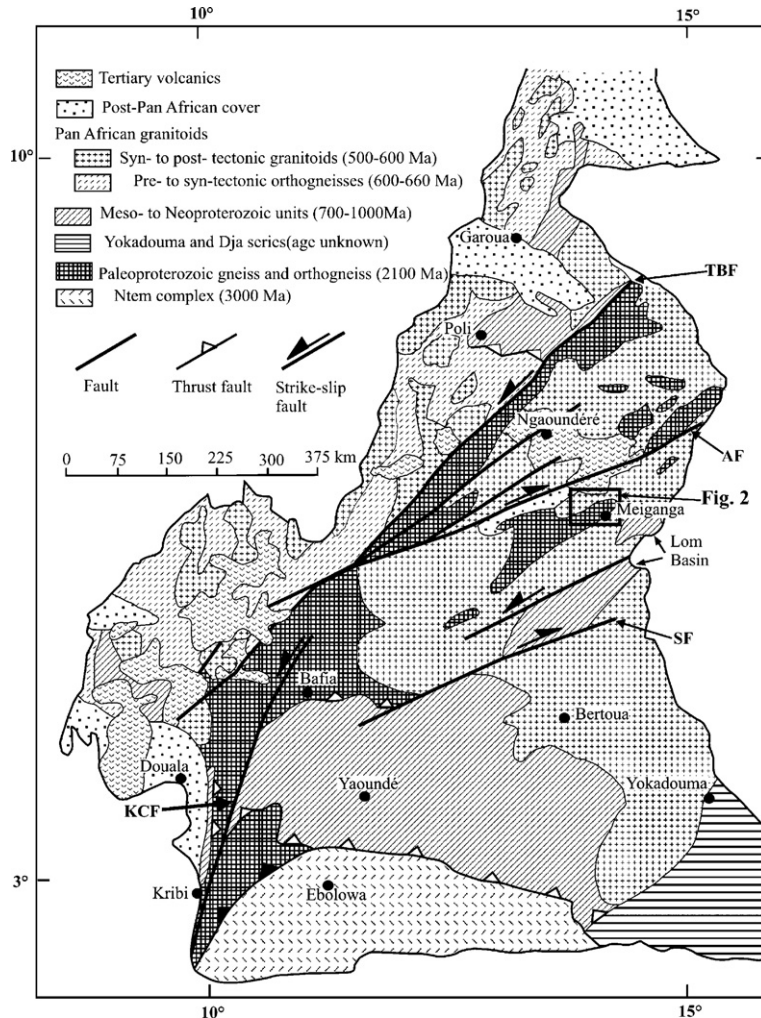 10°
15°
Tertiary volcanics
Post-Pan African cover
Pan African granitoids
Syn- to post- tectonic granitoids (500-600 Ma)
Pre- to syn-tectonic orthogneisses (600-660 Ma)
Meso- to Neoproterozoic units (700-1000Ma)
Yokadouma and Dja series(age unknown)
Paleoproterozoic gneiss and orthogneiss (2100 Ma)
Ntem complex (3000 Ma)
10°
Garoua
TBF
Poli
Fault
Thrust fault
Strike-slip
fault
Ngaoundéré
0 75 150 225 300 375 km
AF
Fig. 2
Meiganga
Lom
Basin
SF
Bafia
Bertoua
Douala
Yaoundé
Yokadouma
KCF
3°
Kribi
Ebolowa
10°
15°